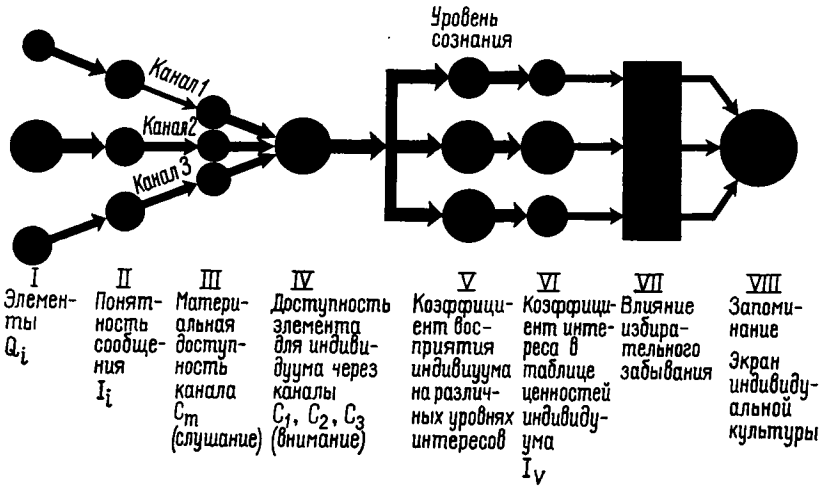 Уровень
сознания
Канал 1
Канал 2
Канал 3
I
Элемен-
ты
Qi
II
Понят-
ность
сообще-
ния
Ii
III
Матери-
альная
доступ-
ность
канала
Cm
(слушание)
IV
Доступность
элемента
для индиви-
дуума через
каналы
C1, C2, C3
(внимание)
V
Коэффици-
ент вос-
приятия
индивидуума
на различ-
ных уровнях
интересов
VI
Коэффици-
ент инте-
реса в
таблице
ценностей
индивиду-
ума
IV
VII
Влияние
избира-
тельного
забывания
VIII
Запоми-
нание
Экран
индивиду-
альной
культуры